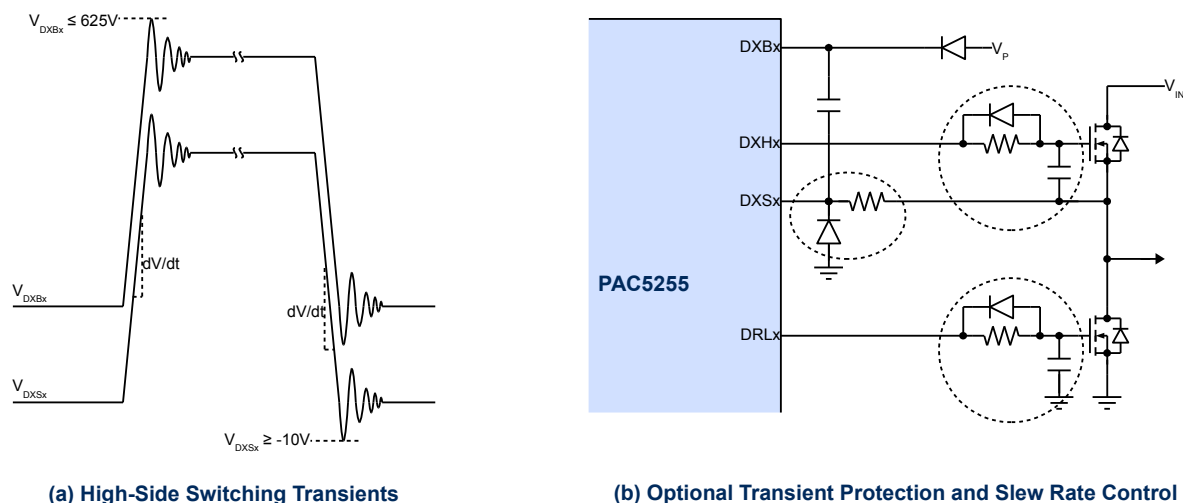 V_DXBx ≤ 625V
dV/dt
dV/dt
V_DXBx
V_DXSx
V_DXSx ≥ -10V
(a) High-Side Switching Transients
DXBx
V_P
V_IN
DXHx
DXSx
PAC5255
DRLx
(b) Optional Transient Protection and Slew Rate Control